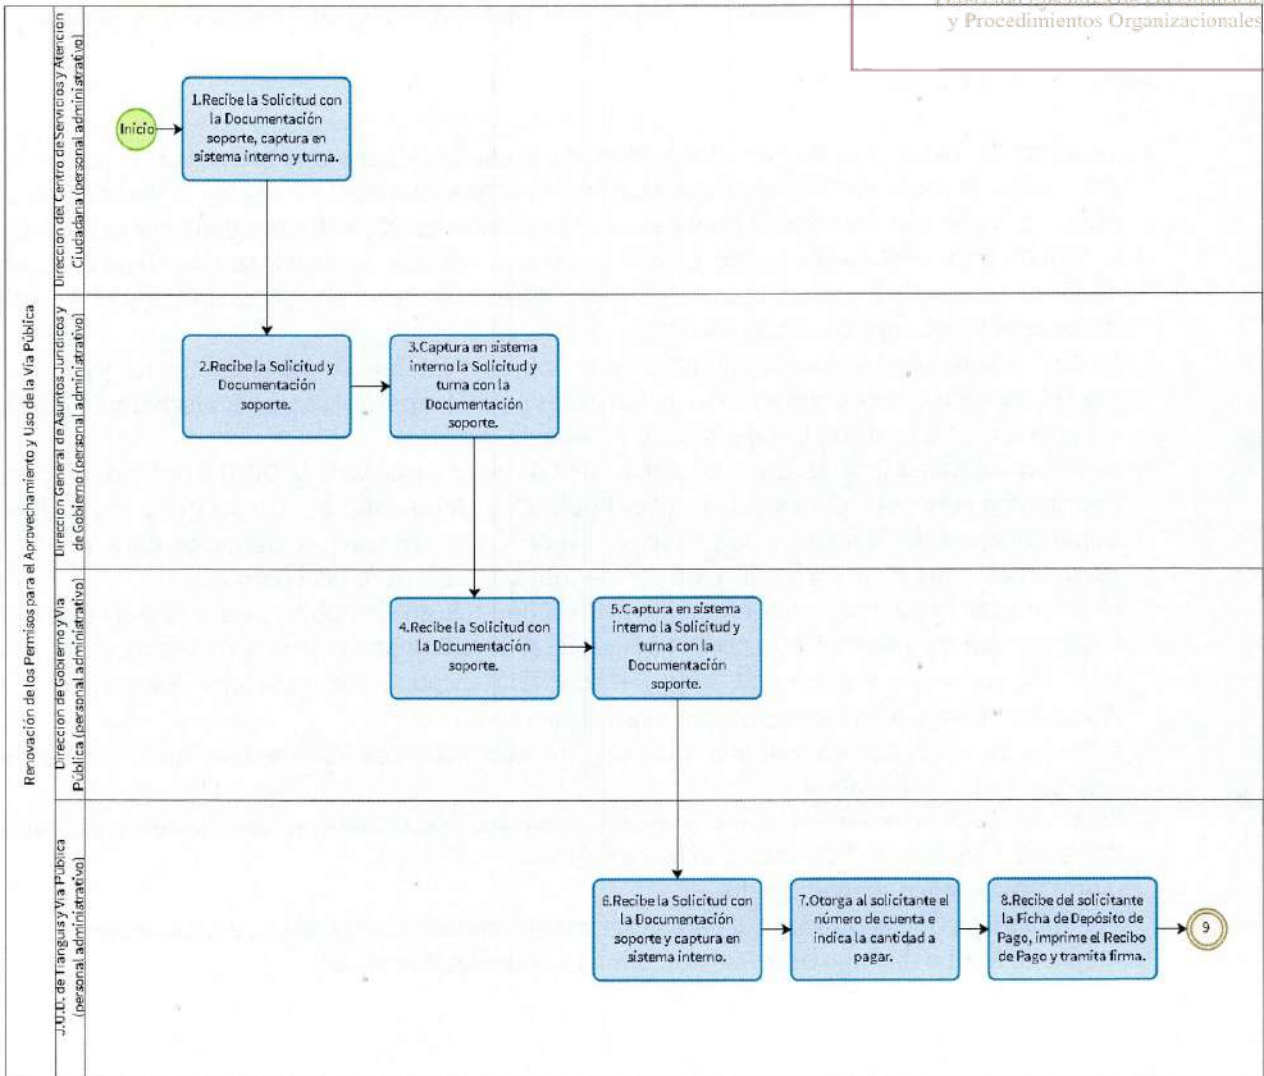 y Procedimientos Organizacionales
Renovación de los Permisos para el Aprovechamiento y Uso de la Vía Pública
Dirección del Centro de Servicios y Atención
Ciudadana (personal administrativo)
Inicio
1.Recibe la Solicitud con
la Documentación
soporte, captura en
sistema interno y turna.
Dirección General de Asuntos Jurídicos y
de Gobierno (personal administrativo)
2.Recibe la Solicitud y
Documentación
soporte.
3.Captura en sistema
interno la Solicitud y
turna con la
Documentación
soporte.
Dirección de Gobierno y Vía
Pública (personal administrativo)
4.Recibe la Solicitud con
la Documentación
soporte.
5.Captura en sistema
interno la Solicitud y
turna con la
Documentación
soporte.
J.U.D. de Tianguis y Vía Pública
(personal administrativo)
6.Recibe la Solicitud con
la Documentación
soporte y captura en
sistema interno.
7.Otorga al solicitante el
número de cuenta e
indica la cantidad a
pagar.
8.Recibe del solicitante
la Ficha de Depósito de
Pago, imprime el Recibo
de Pago y tramita firma.
9